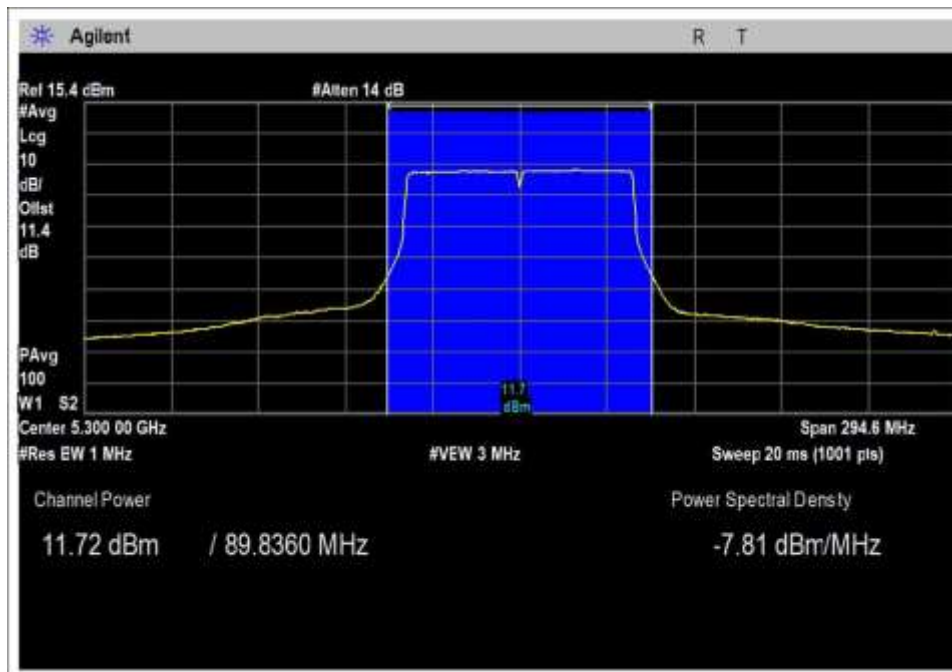 Agilent R T
Ref 15.4 dBm #Atten 14 dB
#Avg
Log
10
dB/
Offst
11.4
dB
PAvg
100
W1 S2
11.7
dBm
Center 5.300 00 GHz Span 294.6 MHz
#Res BW 1 MHz #VBW 3 MHz Sweep 20 ms (1001 pts)
Channel Power Power Spectral Density
11.72 dBm / 89.8360 MHz -7.81 dBm/MHz